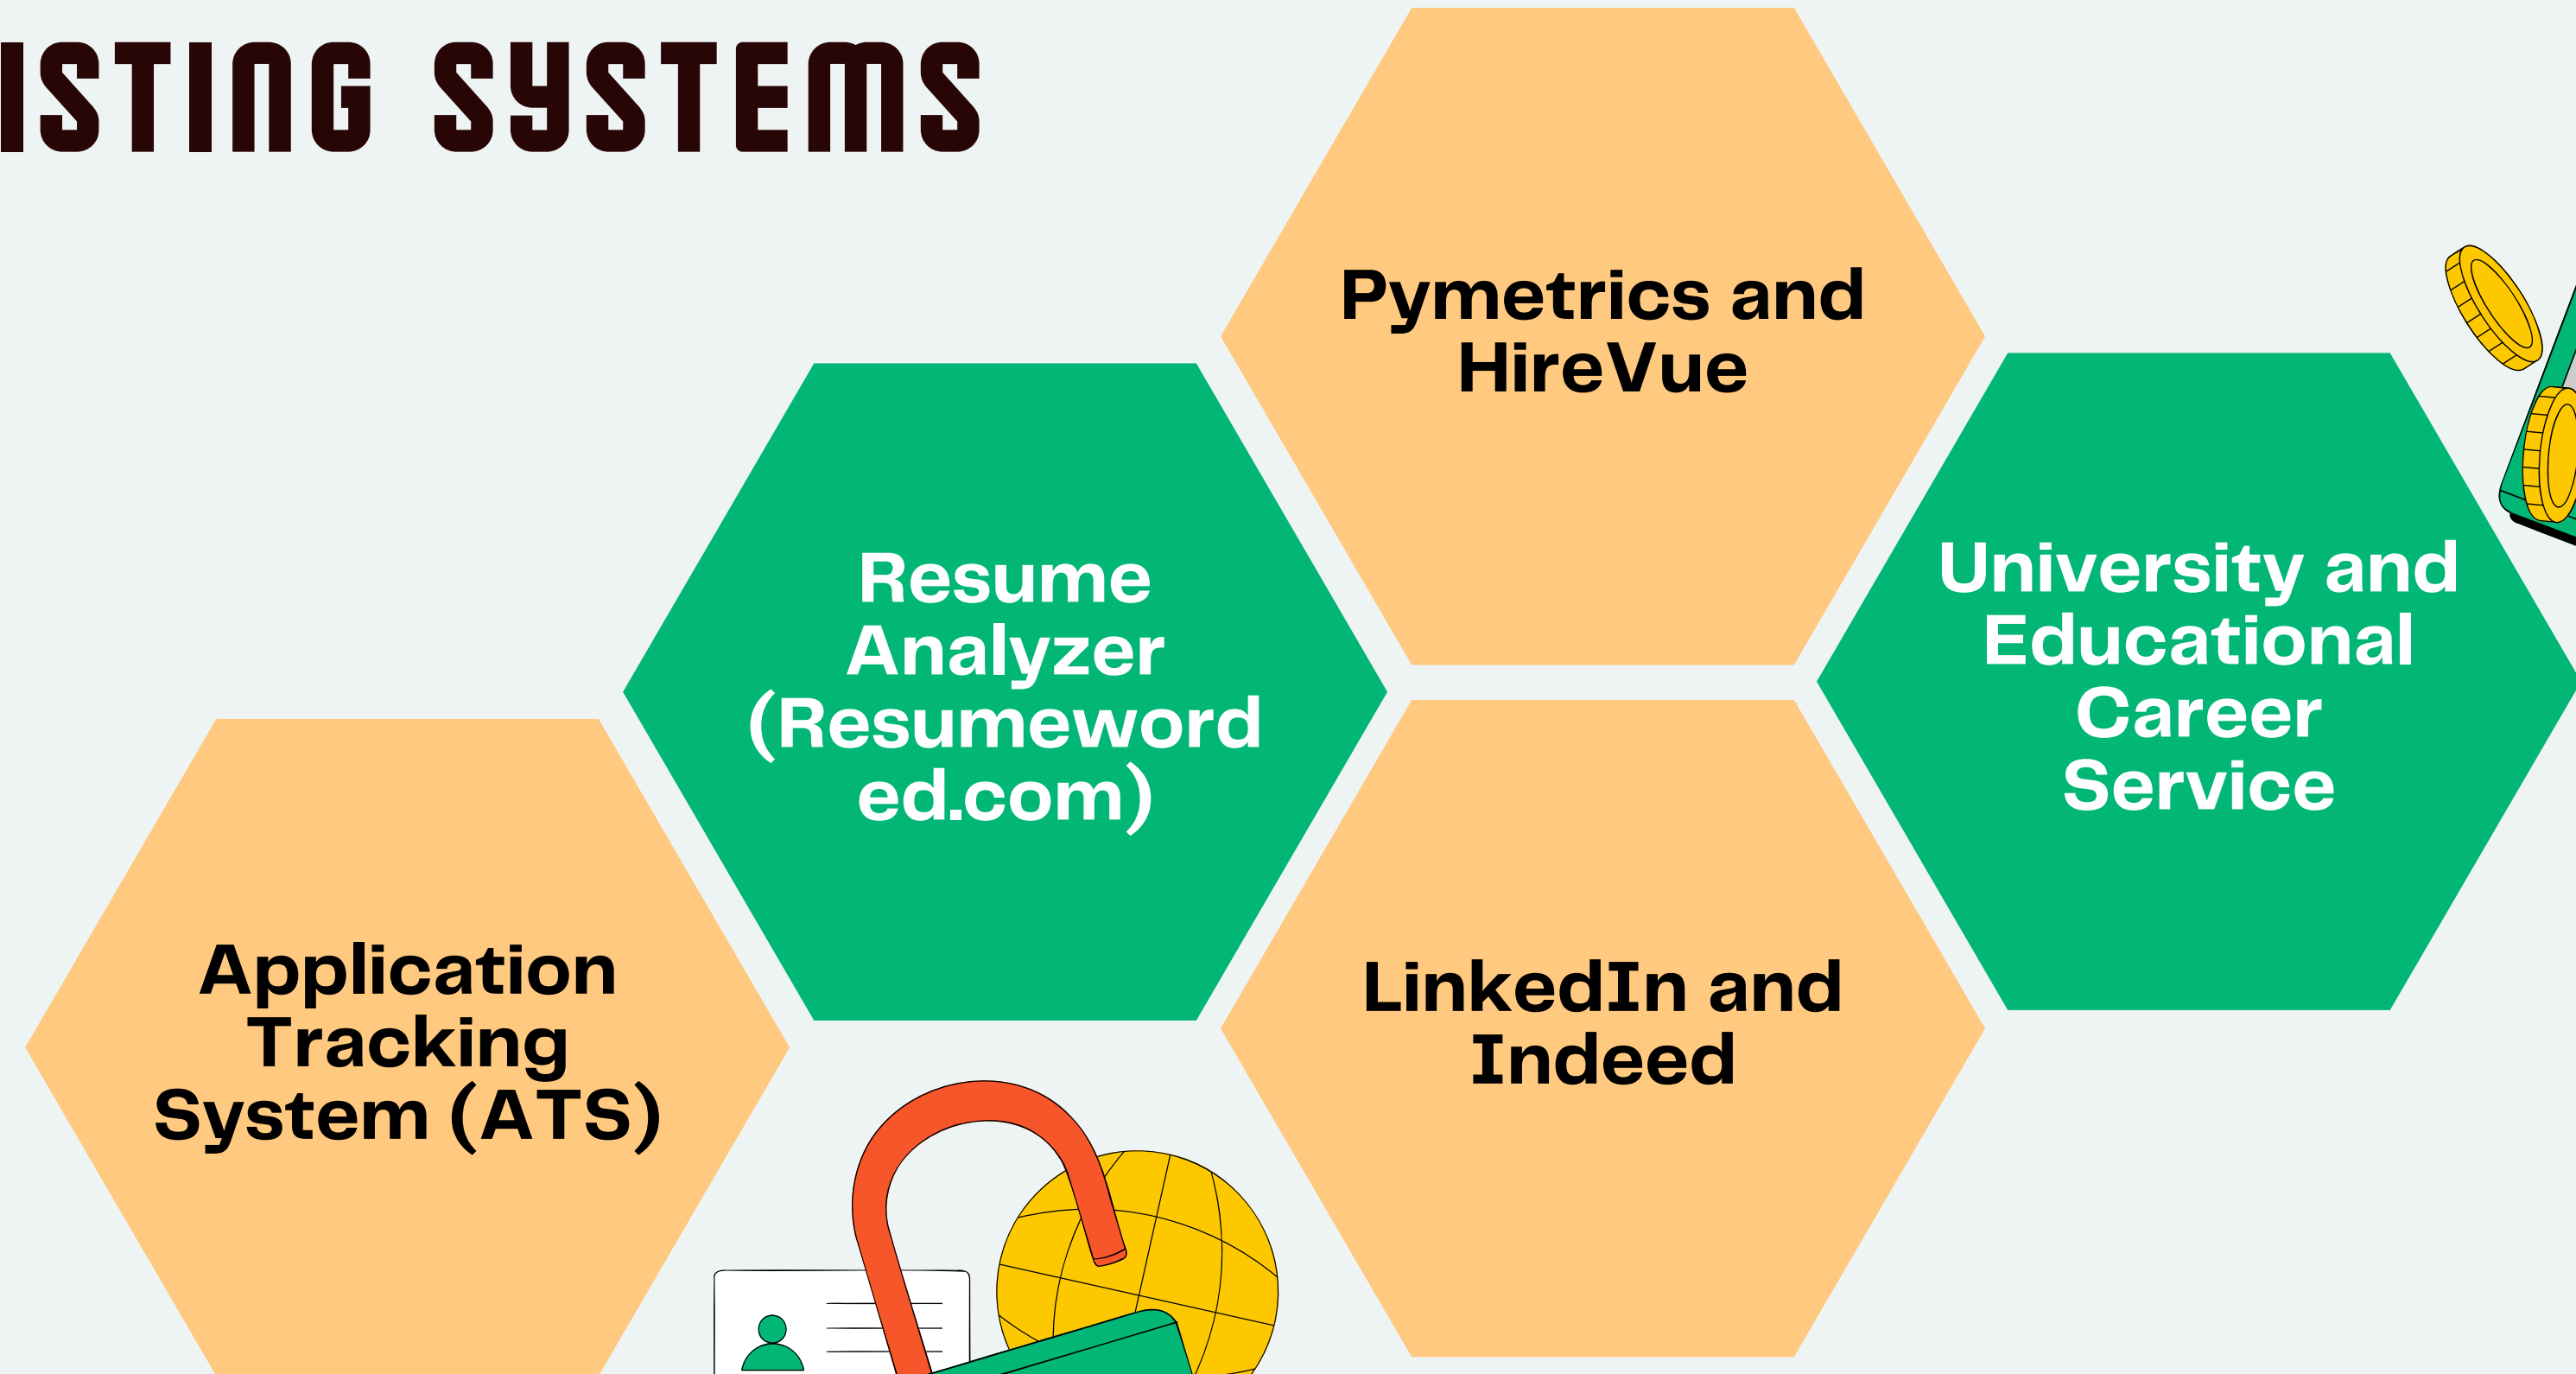 ISTING SYSTEMS
Pymetrics and
HireVue
Resume
Analyzer
(Resumeword
ed.com)
University and
Educational
Career
Service
Application
Tracking
System (ATS)
LinkedIn and
Indeed